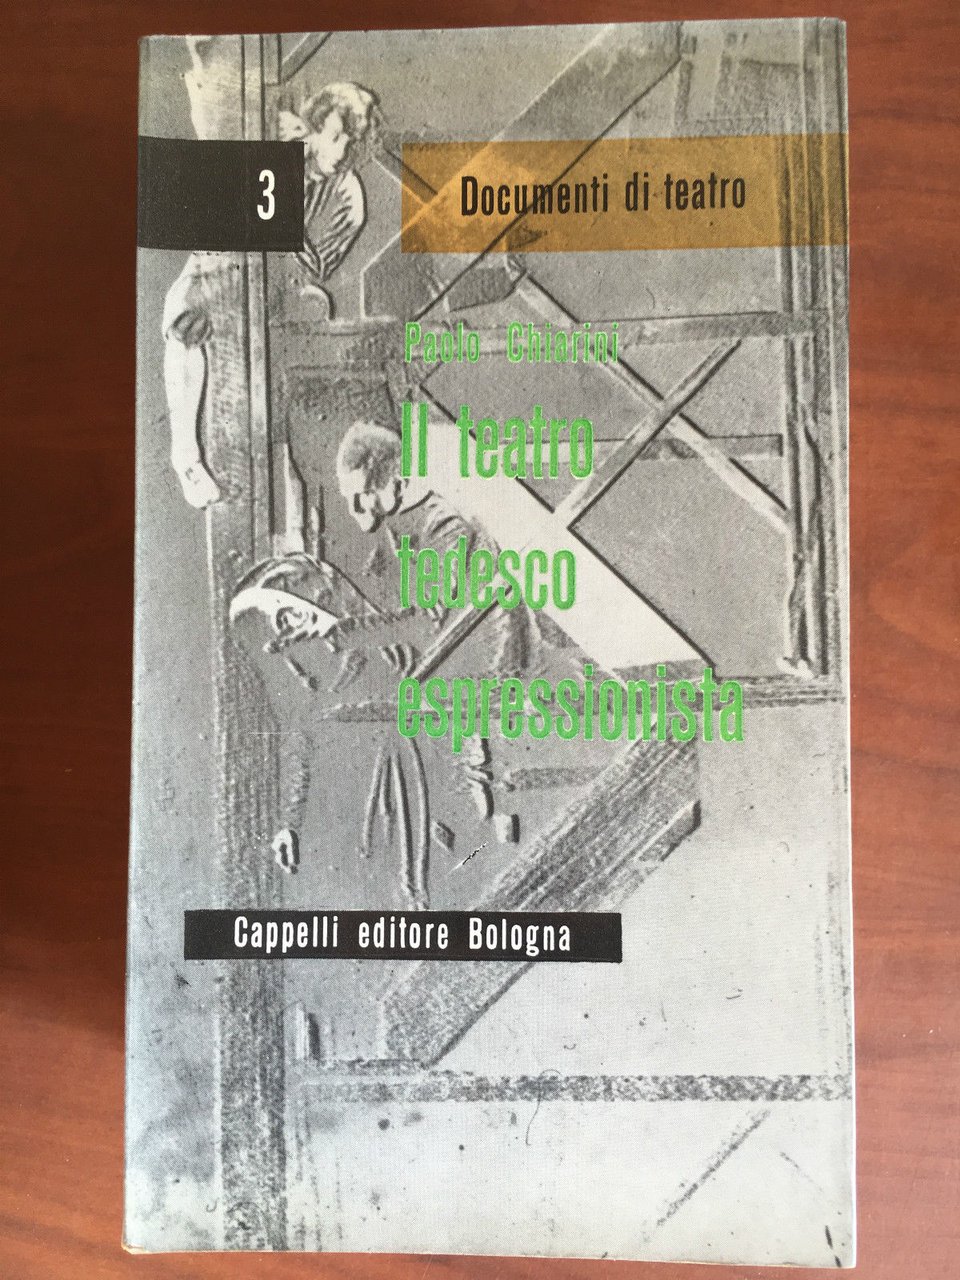 3
Documenti di teatro
Paolo Chiarini
Il teatro
tedesco
espressionista
Cappelli editore Bologna